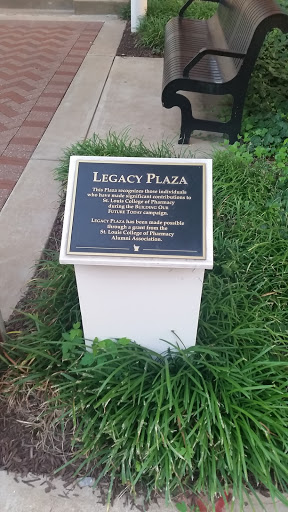 LEGACY PLAZA
This Plaza recognizes those individuals
who have made significant contributions to
St. Louis College of Pharmacy
during the BUILDING OUR
FUTURE TODAY campaign.
LEGACY PLAZA has been made possible
through a grant from the
St. Louis College of Pharmacy
Alumni Association.